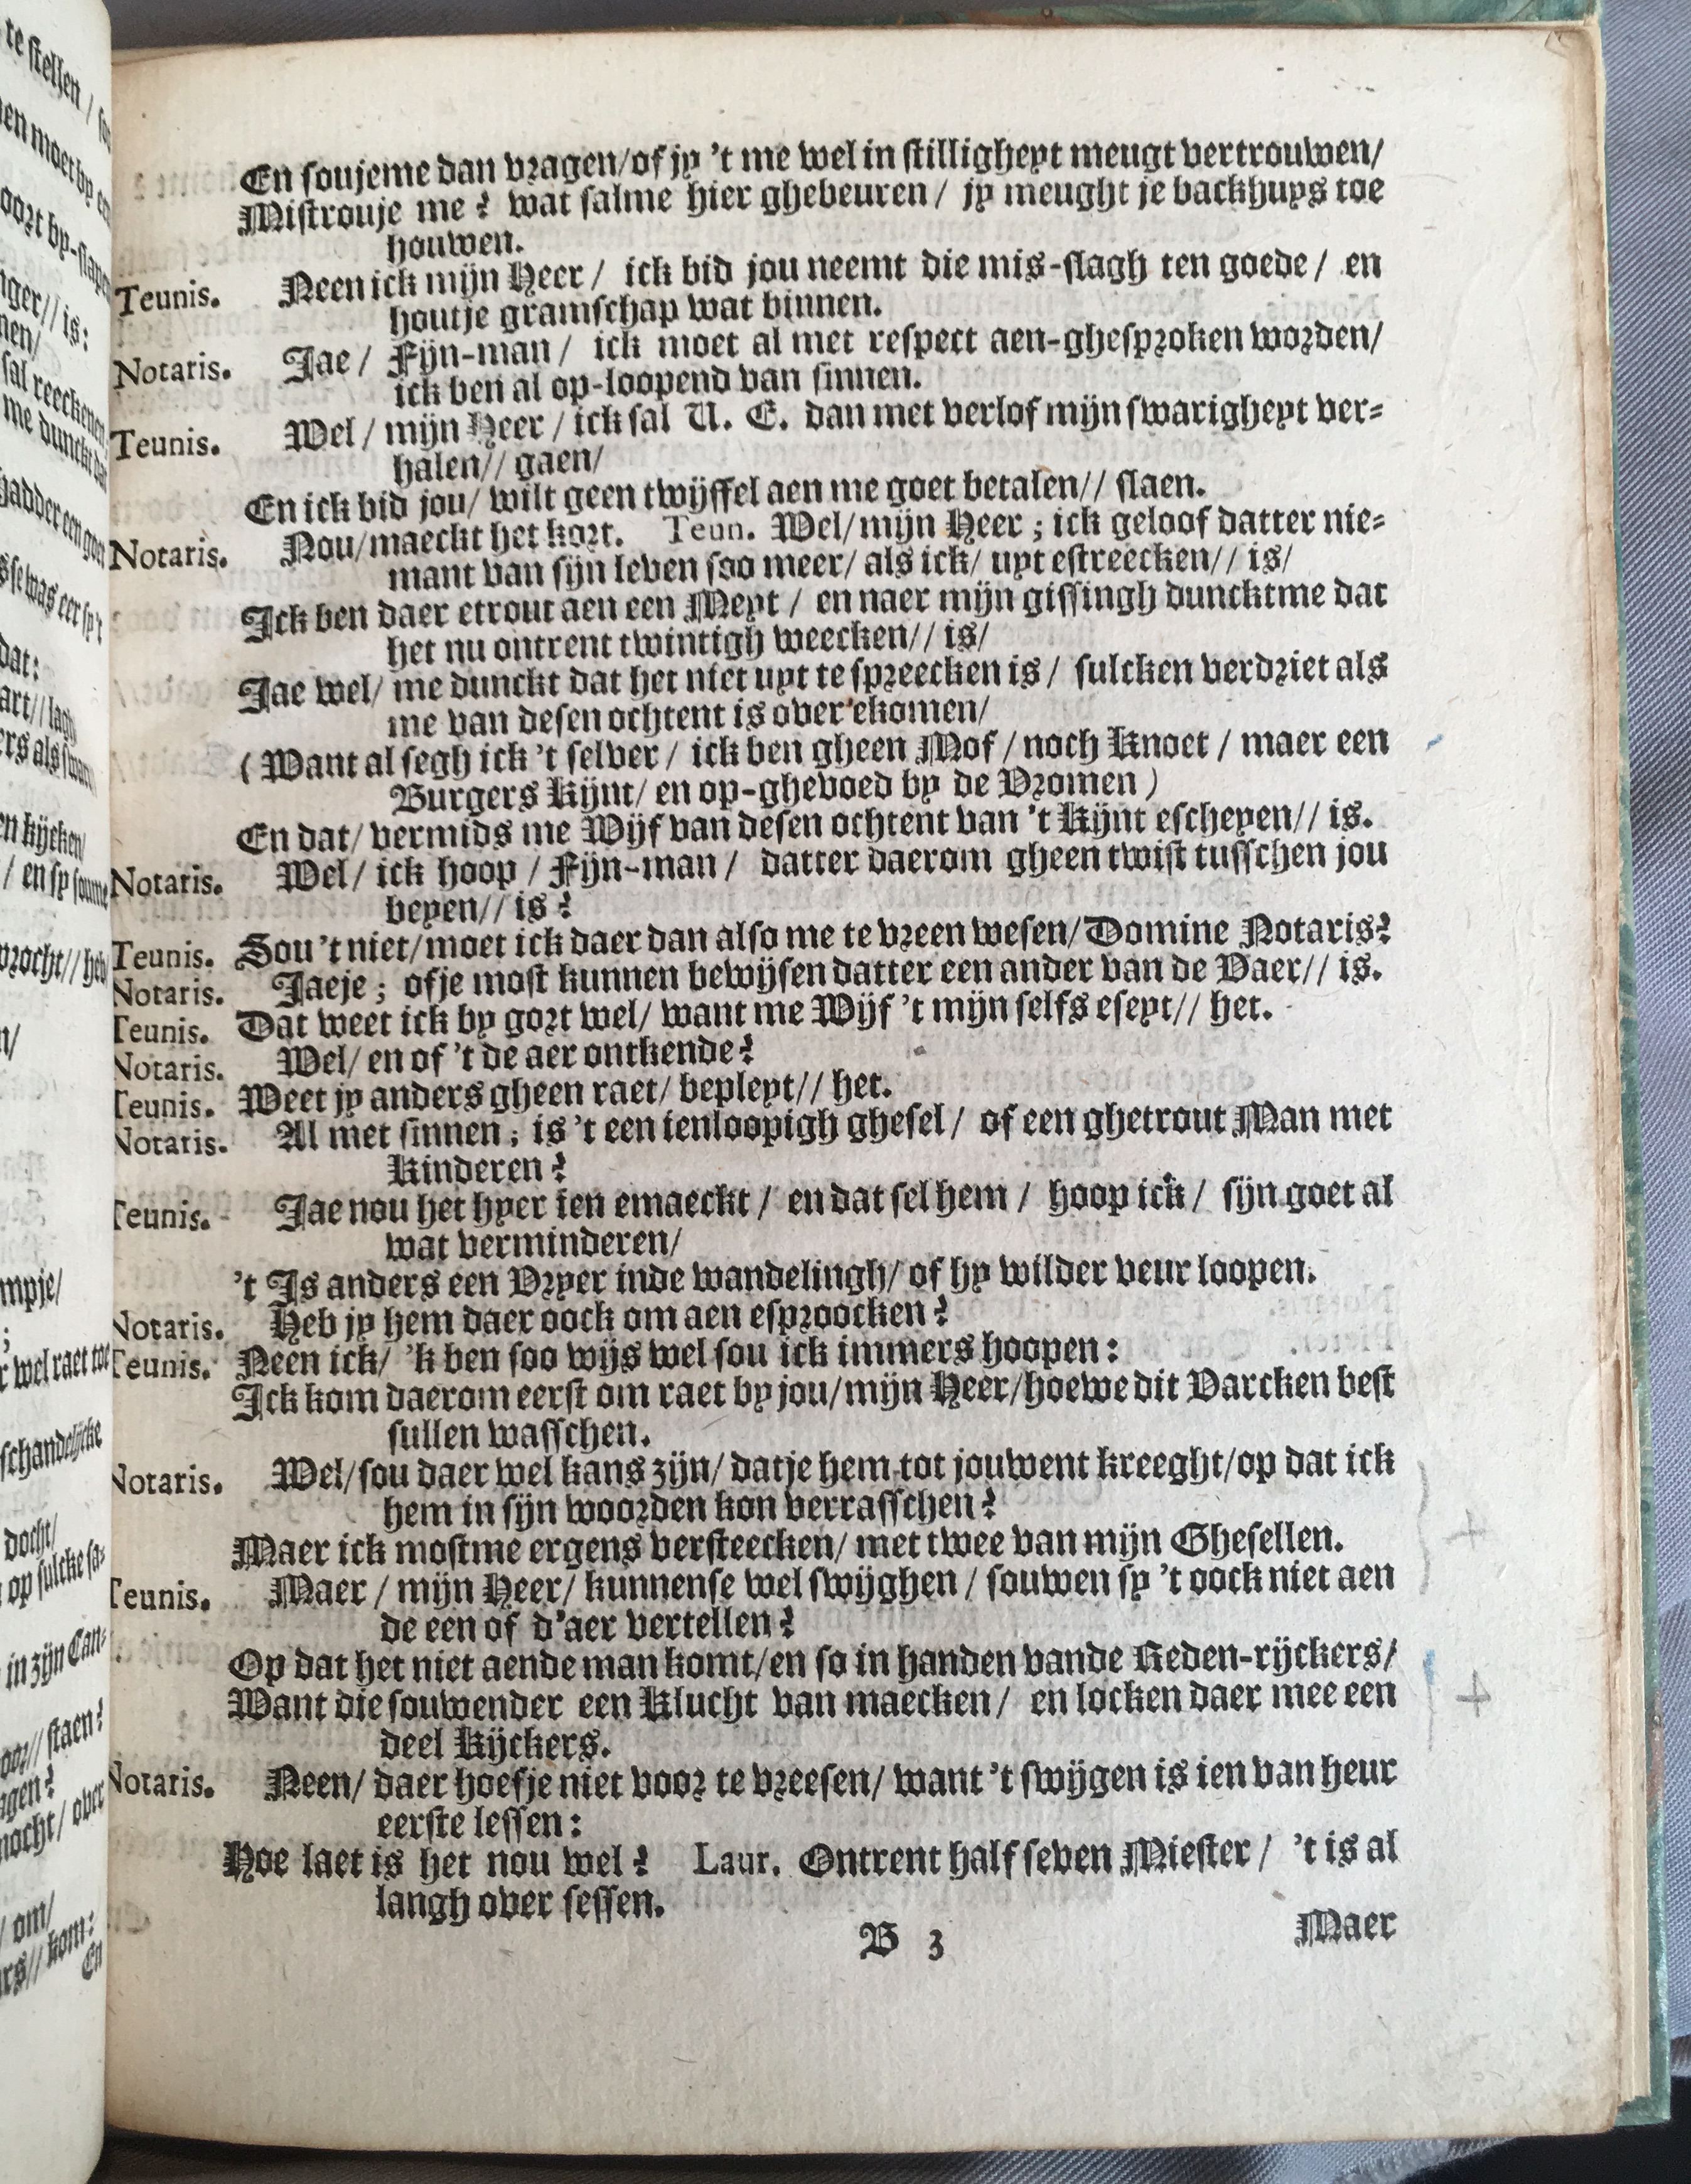 En soujeme dan vragen/of jy 't me wel in stilligheyt meugt vertrouwen/
Mistrouje me? wat salme hier ghebeuren/ jy meught je backhuys toe
houwen.
Teunis. Neen ick mijn Heer/ ick bid jou neemt die mis-slagh ten goede/ en
houtje gramschap wat binnen.
Notaris. Jae/ Fijn-man/ ick moet al met respect aen-ghesproken worden/
ick ben al op-loopend van sinnen.
Teunis. Wel/ mijn Heer/ ick sal U. E. dan met verlof mijn swarigheyt ver-
halen// gaen/
En ick bid jou/ wilt geen twijffel aen me goet betalen// slaen.
Notaris. Nou/maeckt het kort. Teun. Wel/mijn Heer; ick geloof datter nie-
mant van sijn leven soo meer/ als ick/ uyt estreecken// is/
Ick ben daer etrout aen een Meyt/ en naer mijn gissingh duncktme dat
het nu ontrent twintigh weecken// is/
Jae wel/ me dunckt dat het niet uyt te spreecken is/ sulcken verdriet als
me van desen ochtent is over ekomen/
(Want al segh ick 't selver/ ick ben gheen Mof/noch Knoet/ maer een
Burgers Kijnt/ en op-ghevoed by de Vromen)
En dat/ vermids me Wijf van desen ochtent van 't Kijnt escheyen// is.
Notaris. Wel/ ick hoop/ Fijn-man/ datter daerom gheen twist tusschen jou
beyen// is?
Teunis. Sou 't niet/moet ick daer dan also me te vreen wesen/Domine Notaris?
Notaris. Jaeje; ofje most kunnen bewijsen datter een ander van de Vaer// is.
Teunis. Dat weet ick by gort wel/ want me Wijf 't mijn selfs eseyt// het.
Notaris. Wel/ en of 't de aer ontkende?
Teunis. Weet jy anders gheen raet/ bepleyt// het.
Notaris. Al met sinnen; is 't een ienloopigh ghesel/ of een ghetrout Man met
Kinderen?
Teunis. Jae nou het hyer ien emaeckt/ en dat sel hem/ hoop ick/ sijn goet al
wat verminderen/
't Is anders een Vryer inde wandelingh/ of hy wilder veur loopen.
Notaris. Heb jy hem daer oock om aen esproocken?
Teunis. Neen ick/ 'k ben soo wijs wel sou ick immers hoopen:
Ick kom daerom eerst om raet by jou/mijn Heer/hoewe dit Varcken best
sullen wasschen.
Notaris. Wel/sou daer wel kans zijn/ datje hem tot jouwent kreeght/op dat ick
hem in sijn woorden kon verrasschen?
Maer ick mostme ergens versteecken/ met twee van mijn Ghesellen.
Teunis. Maer/ mijn Heer/ kunnense wel swijghen/ souwen sy 't oock niet aen
de een of d'aer vertellen?
Op dat het niet aende man komt/en so in handen vande Reden-rijckers/
Want die souwender een Klucht van maecken/ en locken daer mee een
deel Kijckers.
Notaris. Neen/ daer hoefje niet voor te vreesen/ want 't swijgen is ien van heur
eerste lessen:
Hoe laet is het nou wel? Laur. Ontrent half seven Miester/ 't is al
langh over sessen.
B 3 Maer